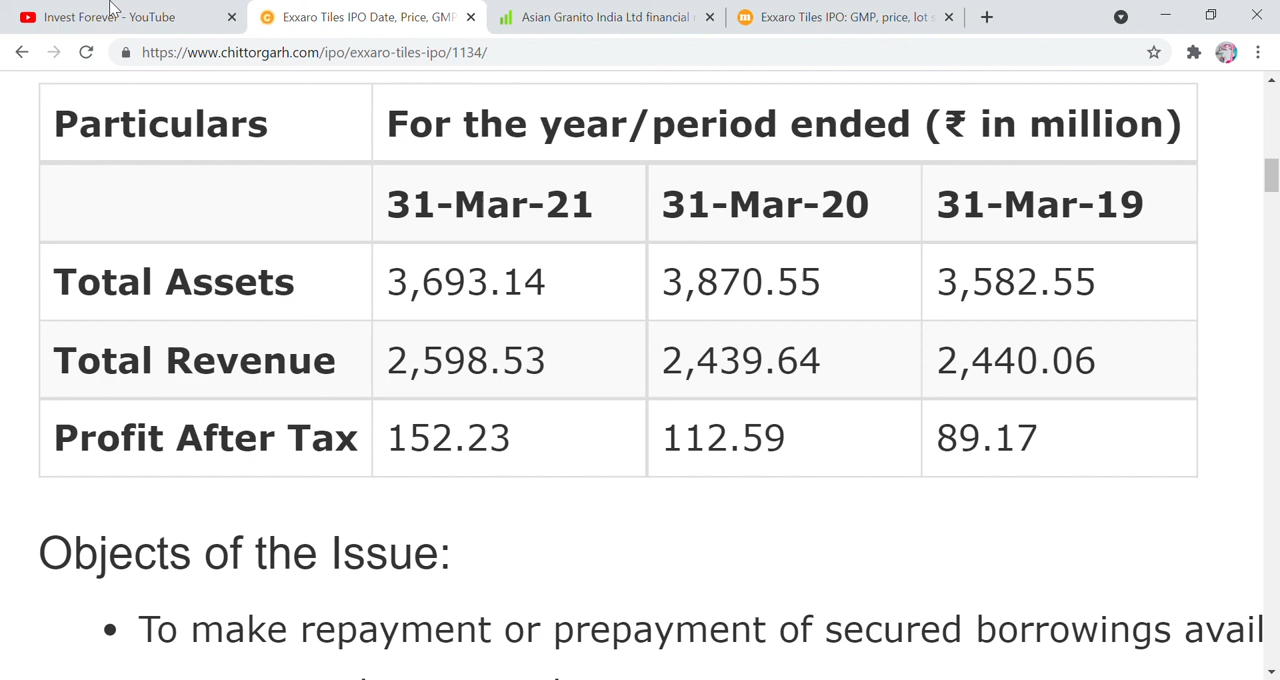 Invest Forever - YouTube
Exxaro Tiles IPO Date, Price, GMP
Asian Granito India Ltd financial
Exxaro Tiles IPO: GMP, price, lot s
https://www.chittorgarh.com/ipo/exxaro-tiles-ipo/1134/
Particulars For the year/period ended (₹ in million)
31-Mar-21 31-Mar-20 31-Mar-19
Total Assets 3,693.14 3,870.55 3,582.55
Total Revenue 2,598.53 2,439.64 2,440.06
Profit After Tax 152.23 112.59 89.17
Objects of the Issue:
• To make repayment or prepayment of secured borrowings avail